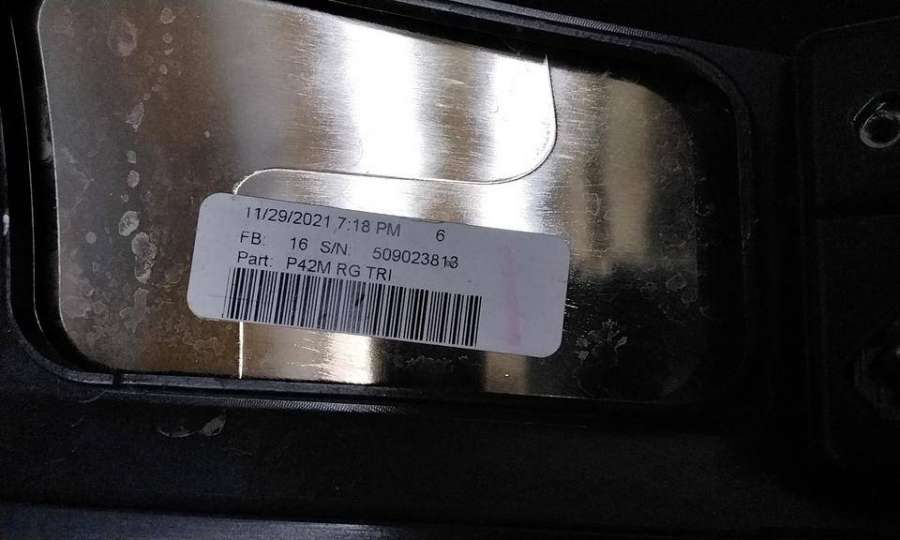 11/29/2021 7:18 PM 6
FB: 16 S/N: 509023813
Part: P42M RG TRI